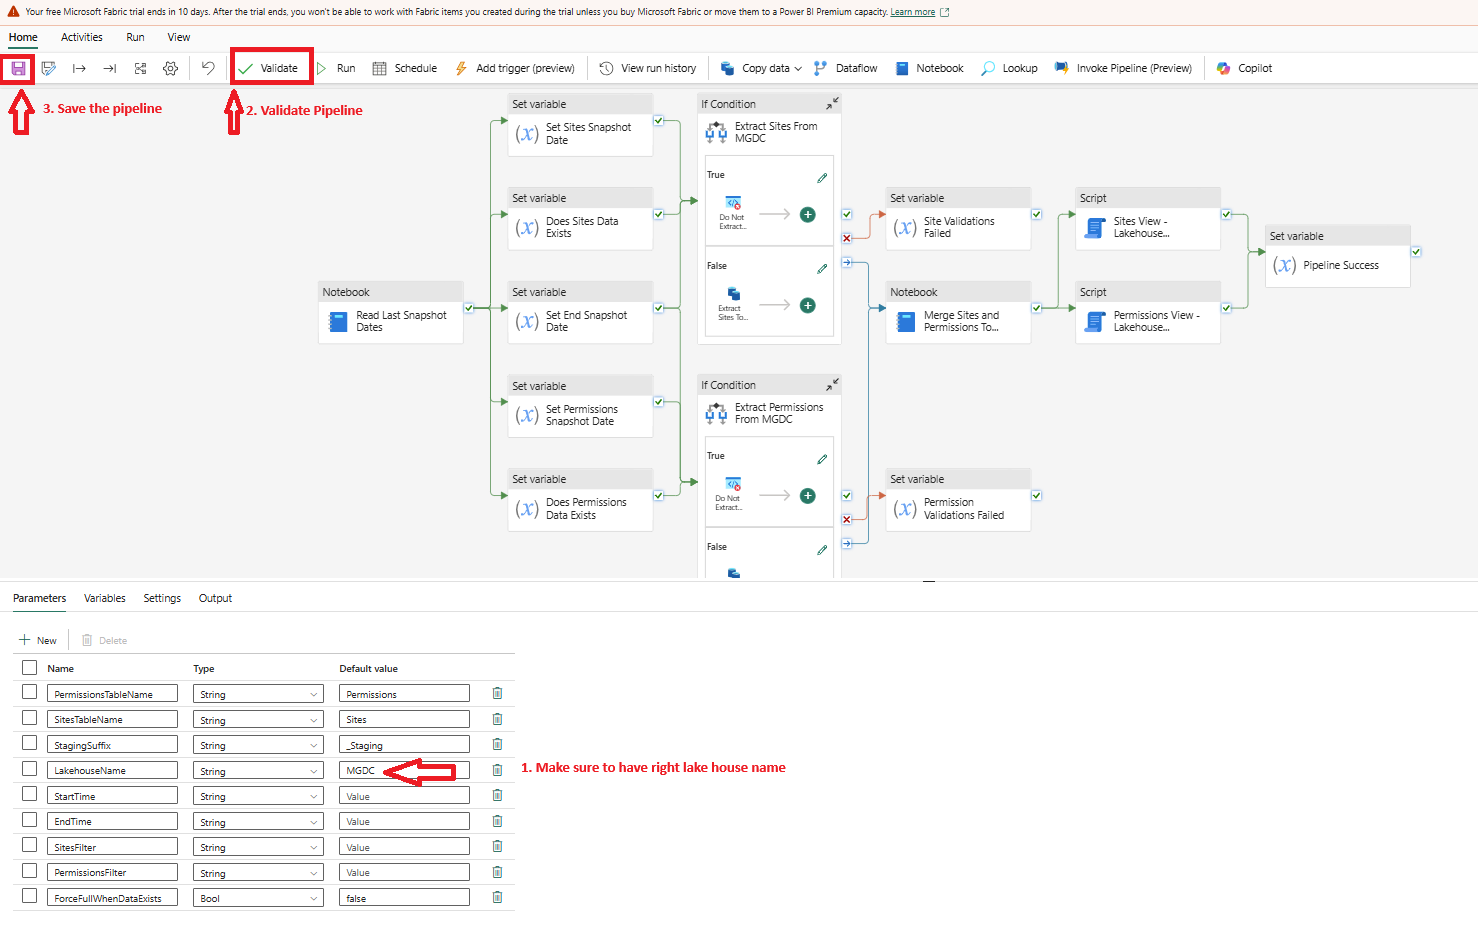 Your free Microsoft Fabric trial ends in 10 days. After the trial ends, you won't be able to work with Fabric items you created during the trial unless you buy Microsoft Fabric or move them to a Power BI Premium capacity. Learn more
Home Activities Run View
Validate Run Schedule Add trigger (preview) View run history Copy data Dataflow Notebook Lookup Invoke Pipeline (Preview) Copilot
3. Save the pipeline
2. Validate Pipeline
Set variable
Set Sites Snapshot
Date
If Condition
Extract Sites From
MGDC
True
Do Not
Extract...
False
Extract
Sites To...
Set variable
Does Sites Data
Exists
Set variable
Site Validations
Failed
Script
Sites View -
Lakehouse...
Set variable
Pipeline Success
Notebook
Read Last Snapshot
Dates
Set variable
Set End Snapshot
Date
Notebook
Merge Sites and
Permissions To...
Script
Permissions View -
Lakehouse...
Set variable
Set Permissions
Snapshot Date
If Condition
Extract Permissions
From MGDC
True
Do Not
Extract...
False
Set variable
Does Permissions
Data Exists
Set variable
Permission
Validations Failed
Parameters Variables Settings Output
New Delete
Name Type Default value
PermissionsTableName String Permissions
SitesTableName String Sites
StagingSuffix String _Staging
LakehouseName String MGDC
1. Make sure to have right lake house name
StartTime String Value
EndTime String Value
SitesFilter String Value
PermissionsFilter String Value
ForceFullWhenDataExists Bool false